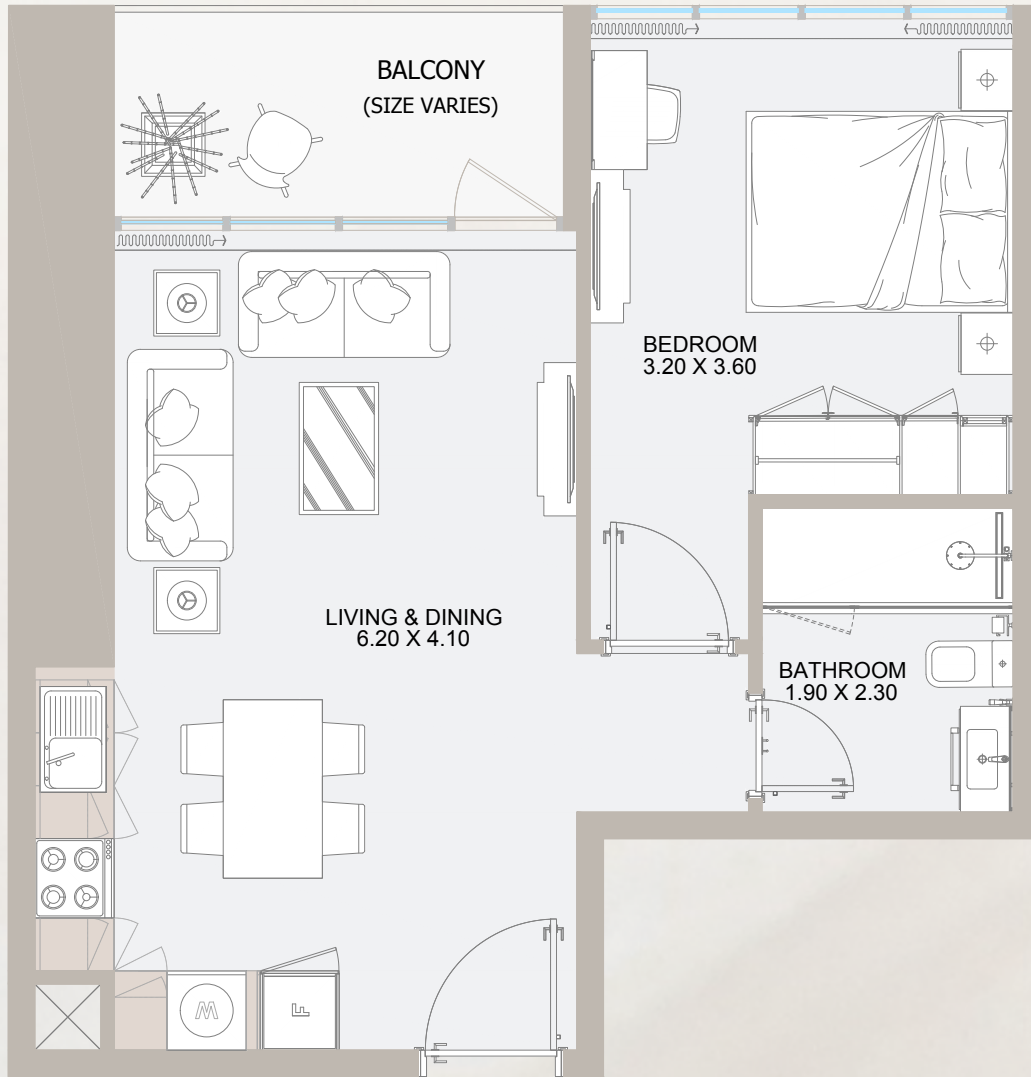 BALCONY
(SIZE VARIES)
BEDROOM
3.20 X 3.60
LIVING & DINING
6.20 X 4.10
BATHROOM
1.90 X 2.30
W
F